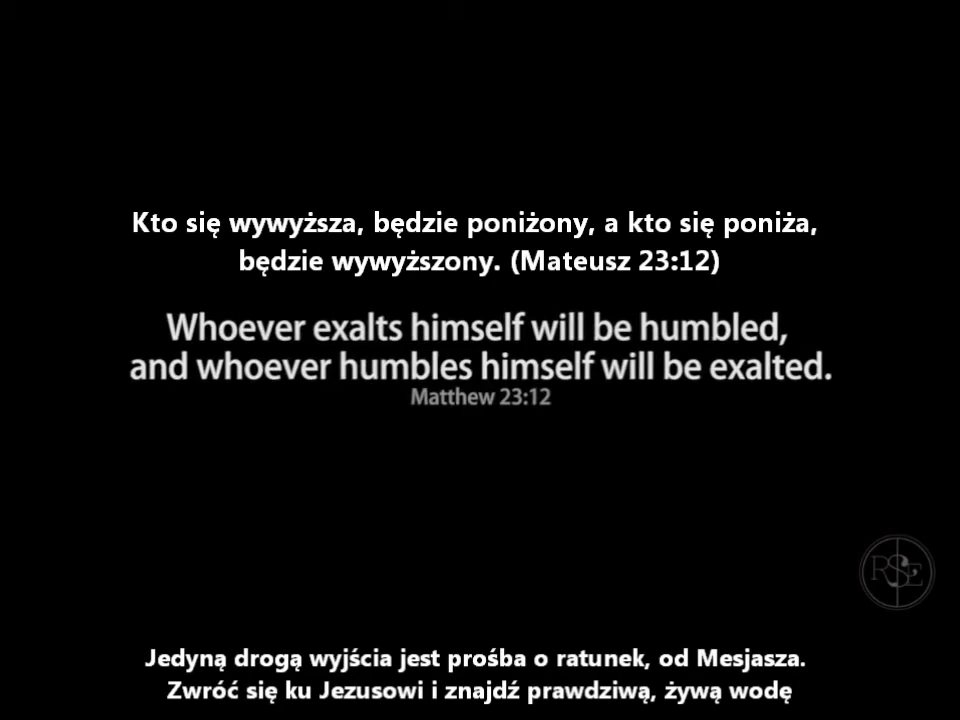 Kto się wywyższa, będzie poniżony, a kto się poniża,
będzie wywyższony. (Mateusz 23:12)
Whoever exalts himself will be humbled,
and whoever humbles himself will be exalted.
Matthew 23:12
RSE
Jedyną drogą wyjścia jest prośba o ratunek, od Mesjasza.
Zwróć się ku Jezusowi i znajdź prawdziwą, żywą wodę